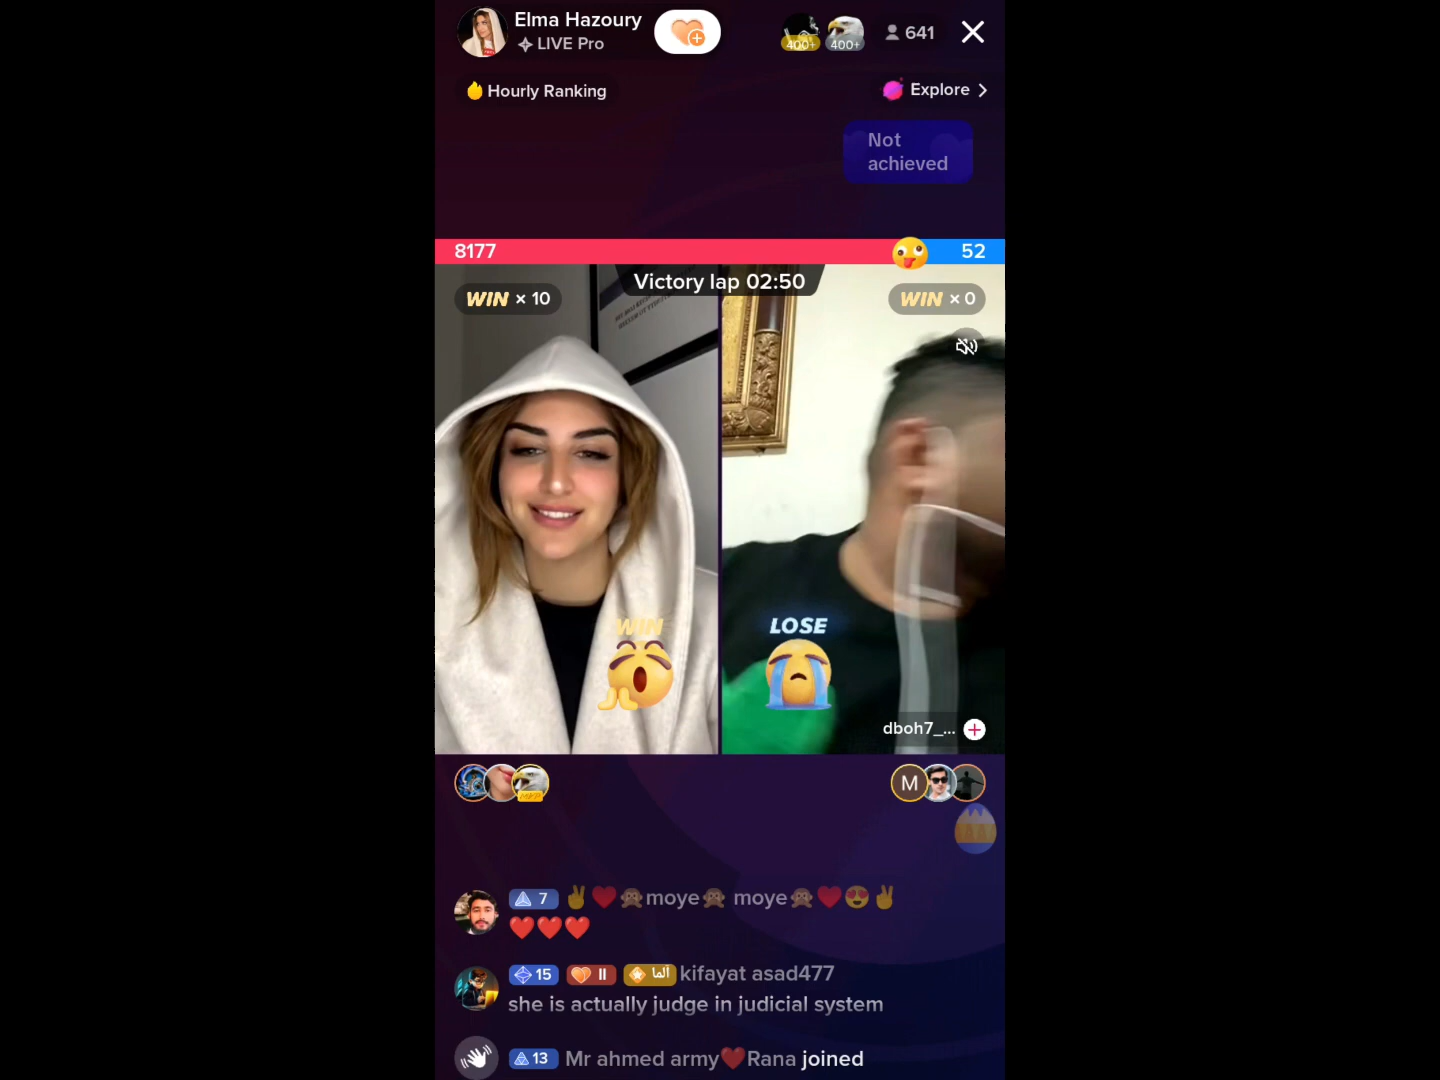 Elma Hazoury
LIVE Pro
400+
400+
641
Hourly Ranking
Explore
Not
achieved
8177
52
Victory lap 02:50
WIN × 10
WIN × 0
WIN
LOSE
dboh7_...
MVP
M
7 ✌️❤️🙊moye🙊 moye🙊❤️😍✌️
❤️❤️❤️
15 II ألما kifayat asad477
she is actually judge in judicial system
13 Mr ahmed army❤️Rana joined